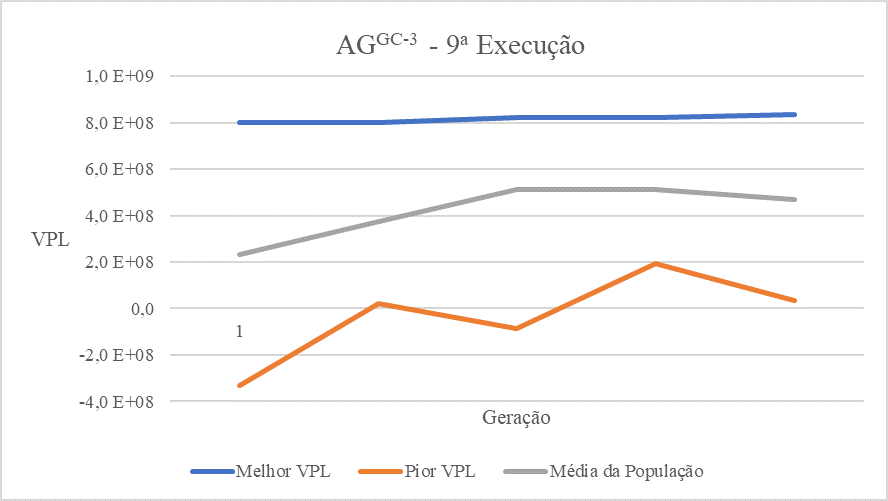 AGGC-3 - 9ª Execução
1,0 E+09
8,0 E+08
6,0 E+08
4,0 E+08
VPL
2,0 E+08
0,0
1
-2,0 E+08
-4,0 E+08
Geração
Melhor VPL Pior VPL Média da População